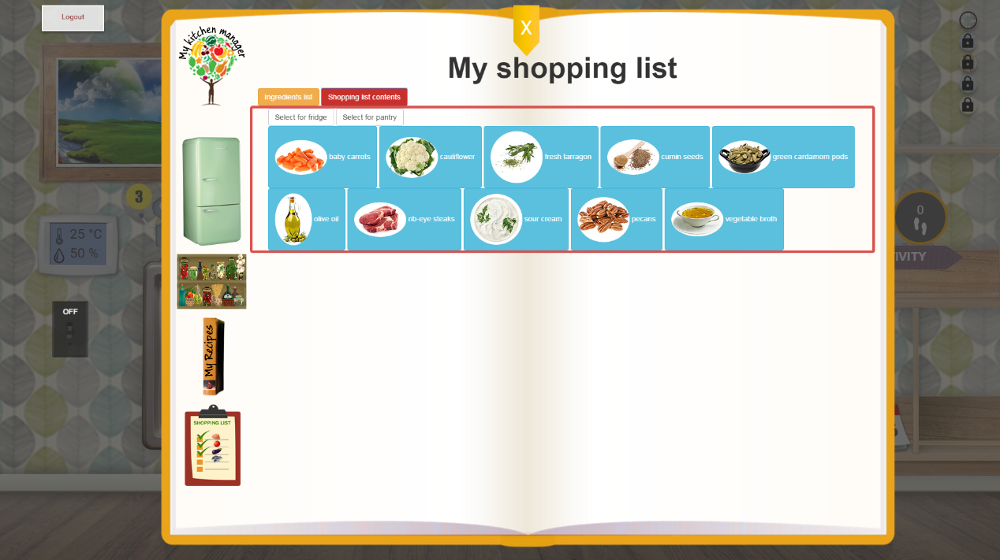 Logout
X
My kitchen manager
My shopping list
Ingredients list
Shopping list contents
Select for fridge
Select for pantry
baby carrots
cauliflower
fresh tarragon
cumin seeds
green cardamom pods
olive oil
rib-eye steaks
sour cream
pecans
vegetable broth
3
25 °C
50 %
OFF
My Recipes
SHOPPING LIST
0
TIVITY